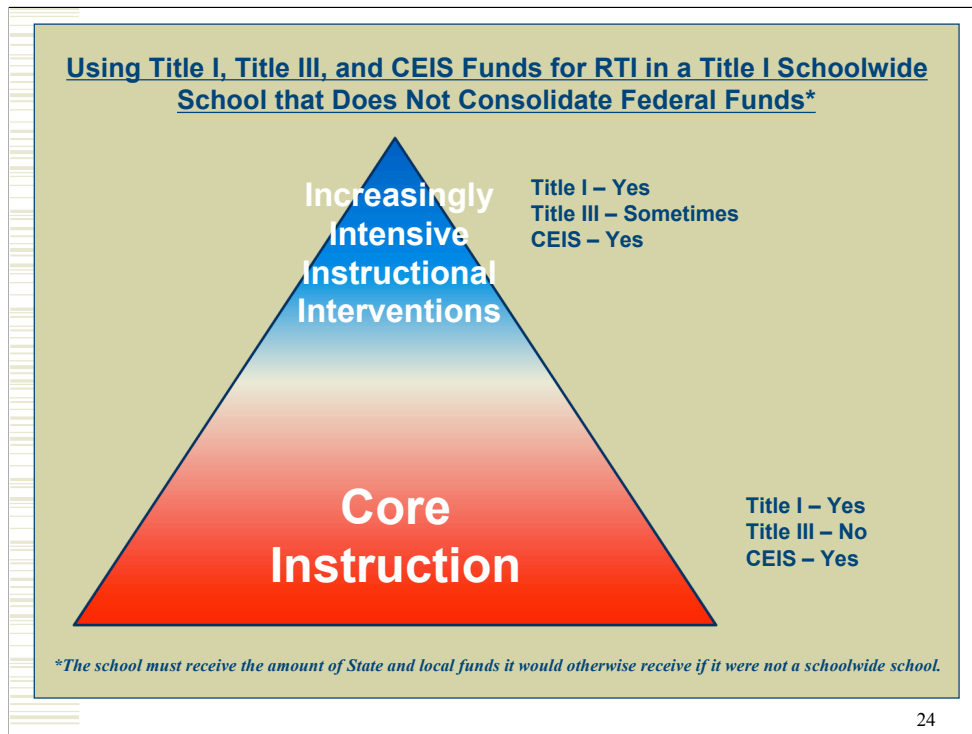 Using Title I, Title III, and CEIS Funds for RTI in a Title I Schoolwide
School that Does Not Consolidate Federal Funds*
Increasingly
Intensive
Instructional
Interventions
Title I – Yes
Title III – Sometimes
CEIS – Yes
Core
Instruction
Title I – Yes
Title III – No
CEIS – Yes
*The school must receive the amount of State and local funds it would otherwise receive if it were not a schoolwide school.
24